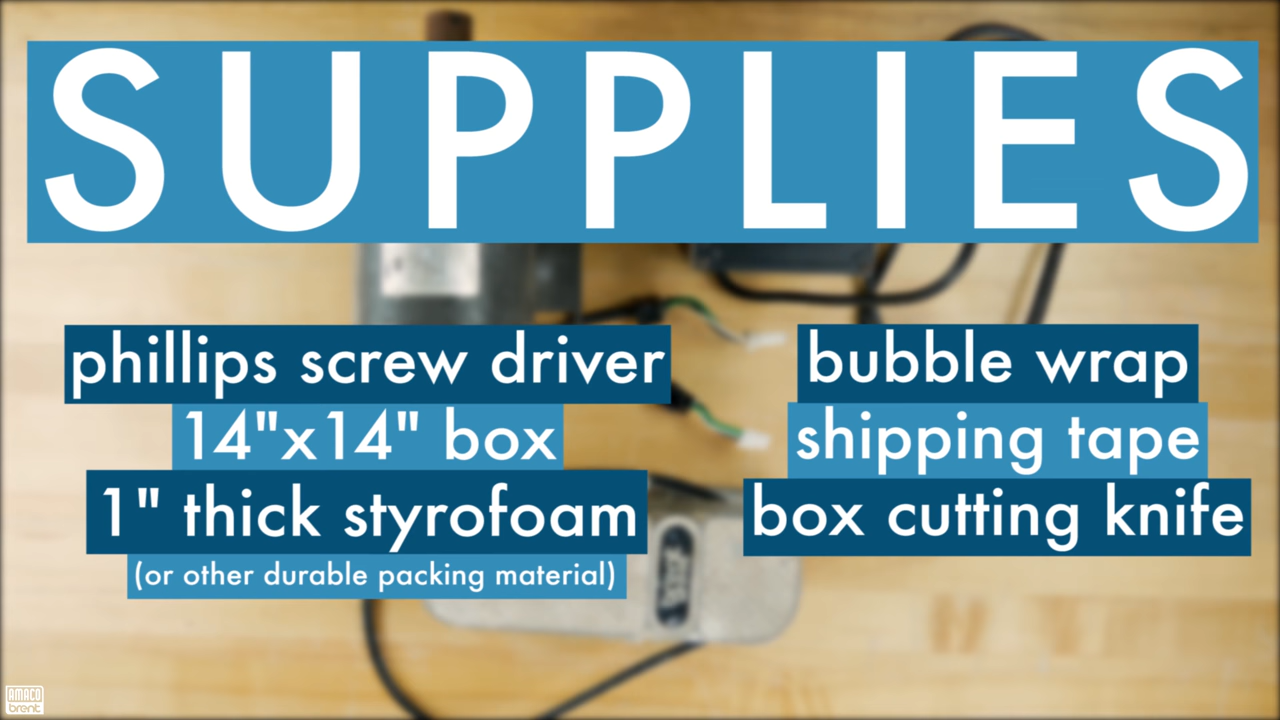 SUPPLIES
phillips screw driver
14"x14" box
1" thick styrofoam
(or other durable packing material)
bubble wrap
shipping tape
box cutting knife
AMACO
brent